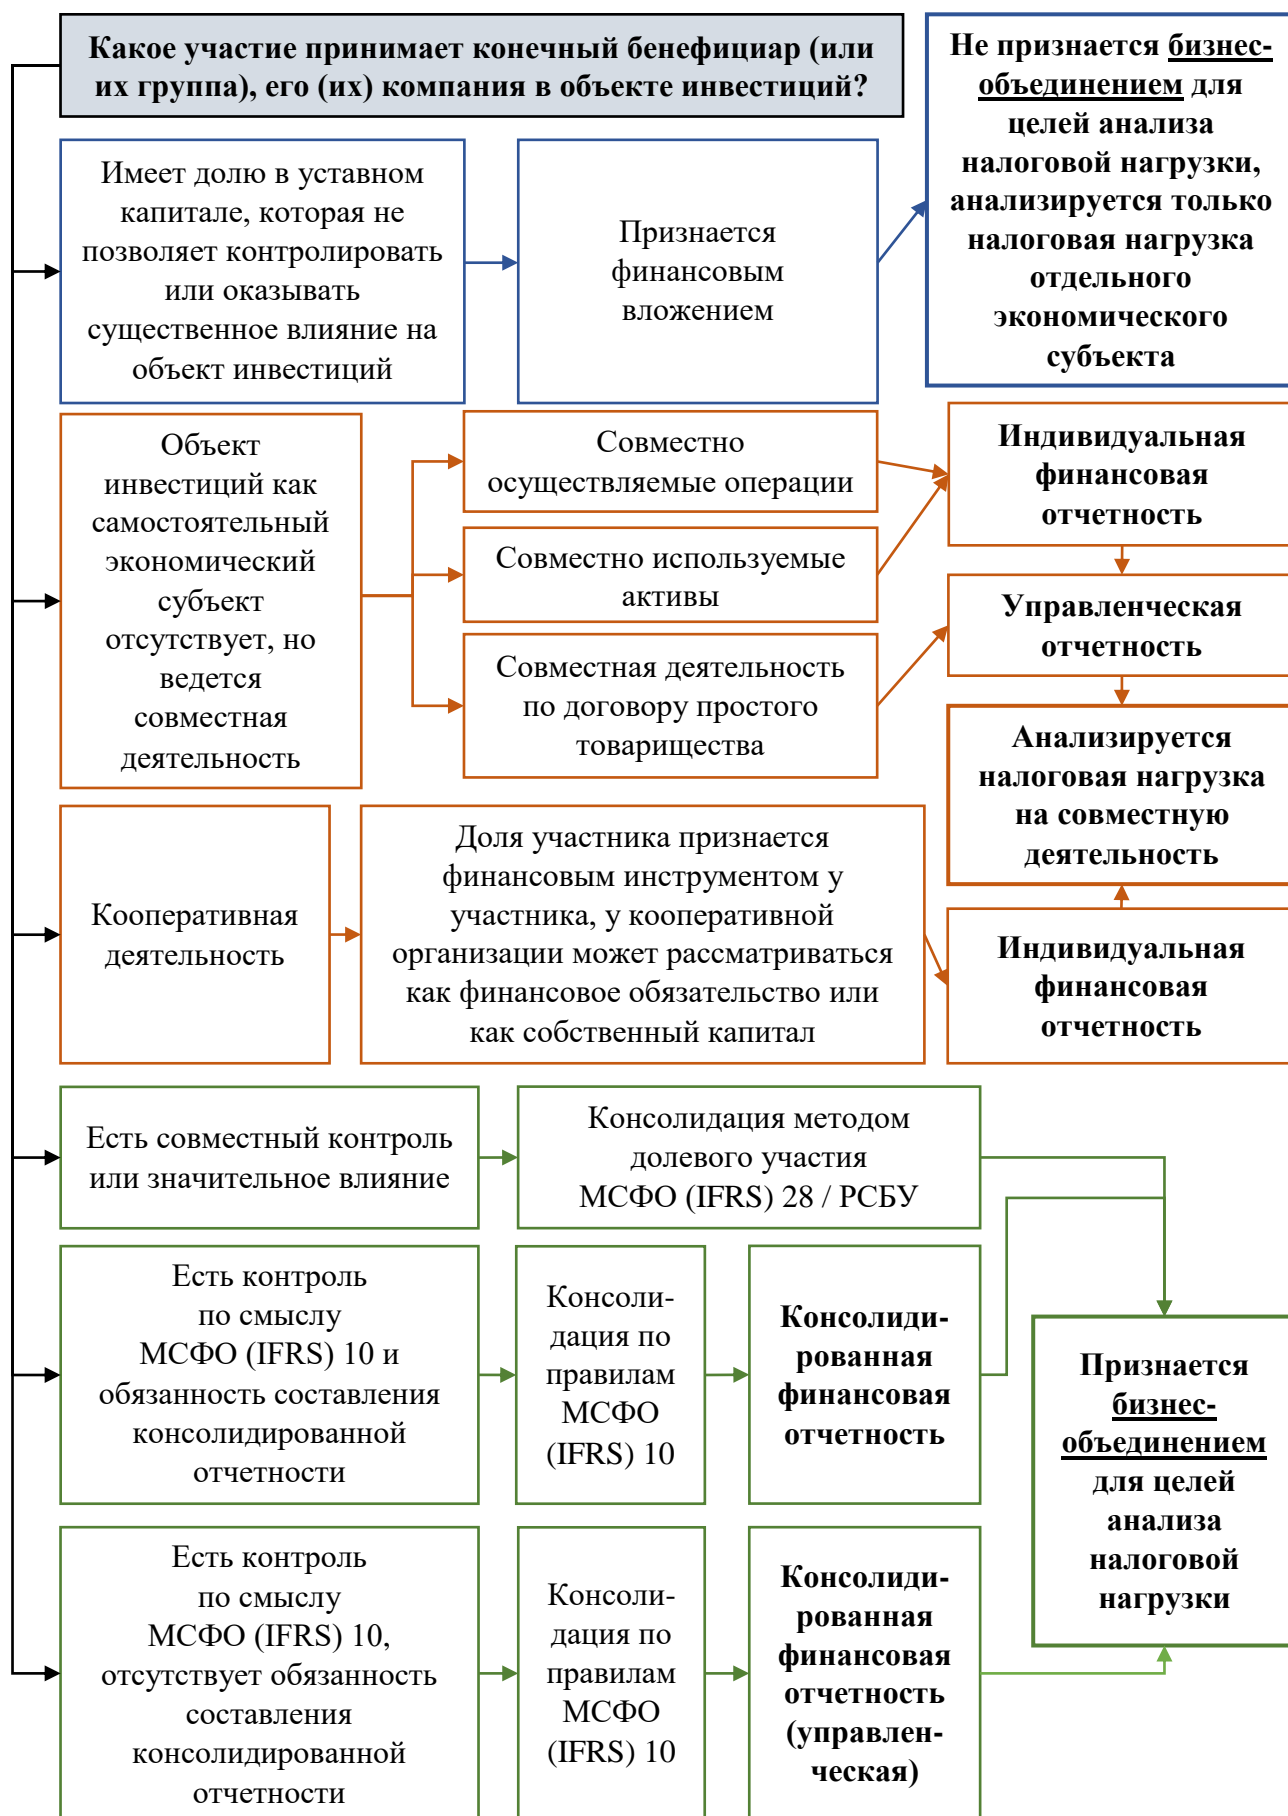 Какое участие принимает конечный бенефициар (или
их группа), его (их) компания в объекте инвестиций?
Не признается бизнес-
объединением для
целей анализа
налоговой нагрузки,
анализируется только
налоговая нагрузка
отдельного
экономического
субъекта
Имеет долю в уставном
капитале, которая не
позволяет контролировать
или оказывать
существенное влияние на
объект инвестиций
Признается
финансовым
вложением
Объект
инвестиций как
самостоятельный
экономический
субъект
отсутствует, но
ведется
совместная
деятельность
Совместно
осуществляемые операции
Совместно используемые
активы
Совместная деятельность
по договору простого
товарищества
Индивидуальная
финансовая
отчетность
Управленческая
отчетность
Анализируется
налоговая нагрузка
на совместную
деятельность
Кооперативная
деятельность
Доля участника признается
финансовым инструментом у
участника, у кооперативной
организации может рассматриваться
как финансовое обязательство или
как собственный капитал
Индивидуальная
финансовая
отчетность
Есть совместный контроль
или значительное влияние
Консолидация методом
долевого участия
МСФО (IFRS) 28 / РСБУ
Есть контроль
по смыслу
МСФО (IFRS) 10 и
обязанность составления
консолидированной
отчетности
Консоли-
дация по
правилам
МСФО
(IFRS) 10
Консолиди-
рованная
финансовая
отчетность
Признается
бизнес-
объединением
для целей
анализа
налоговой
нагрузки
Есть контроль
по смыслу
МСФО (IFRS) 10,
отсутствует обязанность
составления
консолидированной
отчетности
Консоли-
дация по
правилам
МСФО
(IFRS) 10
Консолиди-
рованная
финансовая
отчетность
(управлен-
ческая)